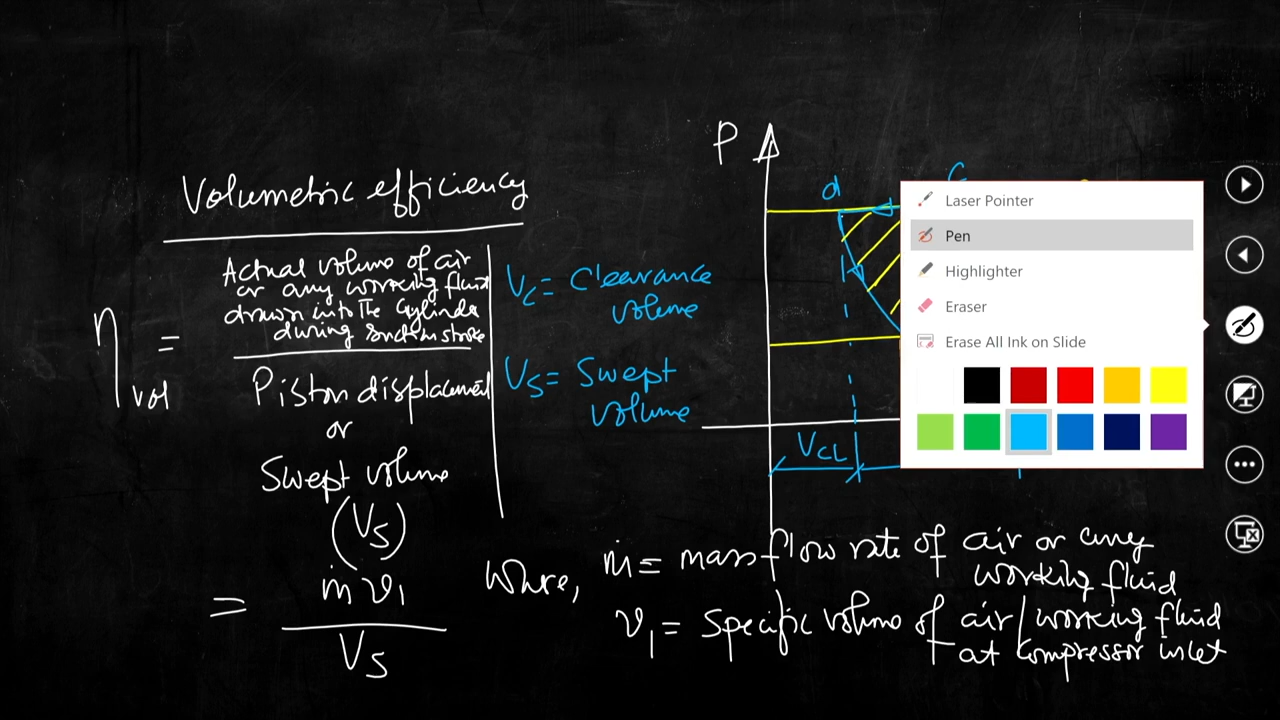 Volumetric efficiency
η vol =
Actual volume of air
or any working fluid
drawn into the cylinder
during suction stroke
Piston displacement
or
Swept volume
(Vs)
= ṁ v1
Vs
Vc = Clearance
volume
Vs = Swept
volume
P
d
c
VCL
where, ṁ = mass flow rate of air or any
working fluid
v1 = Specific volume of air/working fluid
at compressor inlet
Laser Pointer
Pen
Highlighter
Eraser
Erase All Ink on Slide